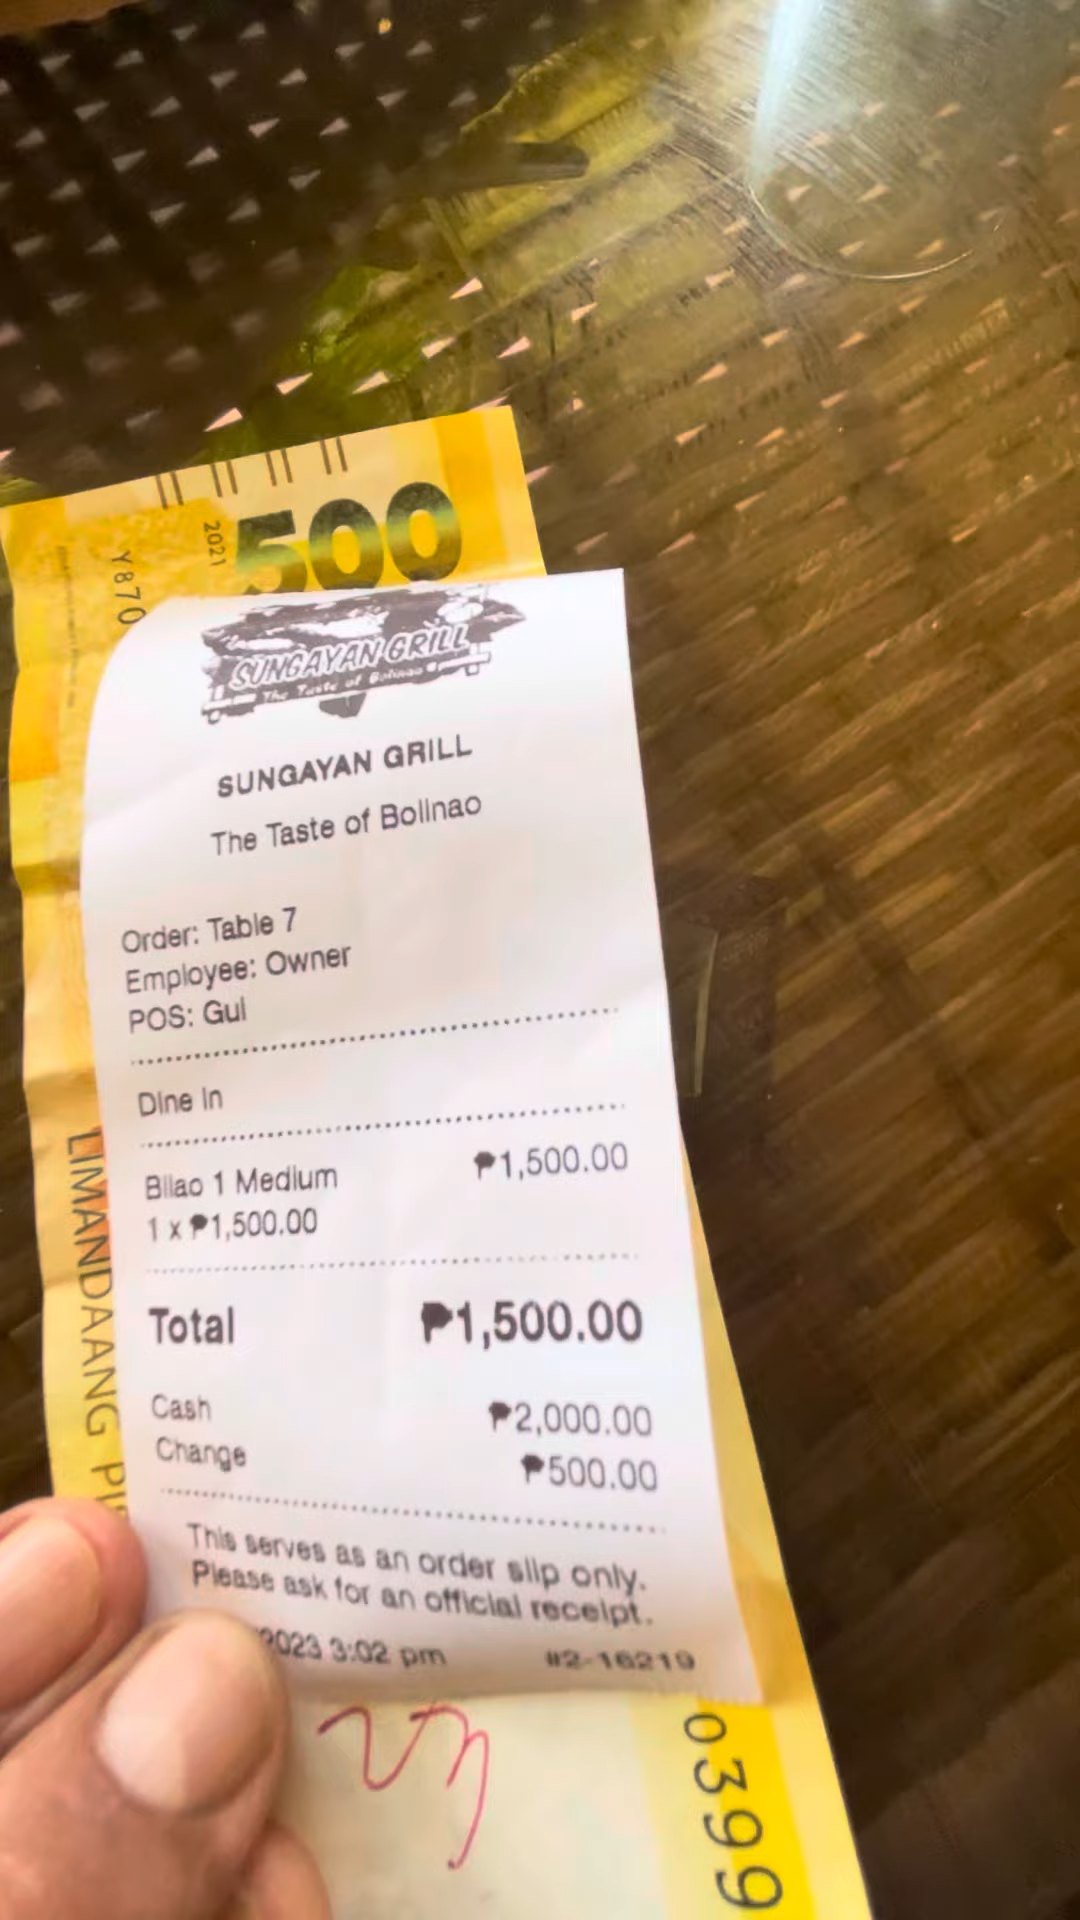 2021
500
Y870
SUNGAYAN GRILL
The Taste of Bolinao
SUNGAYAN GRILL
The Taste of Bolinao
Order: Table 7
Employee: Owner
POS: Gui
Dine in
Bilao 1 Medium ₱1,500.00
1 x ₱1,500.00
Total ₱1,500.00
Cash ₱2,000.00
Change ₱500.00
This serves as an order slip only.
Please ask for an official receipt.
2023 3:02 pm #2-16219
LIMANDAANG
0399